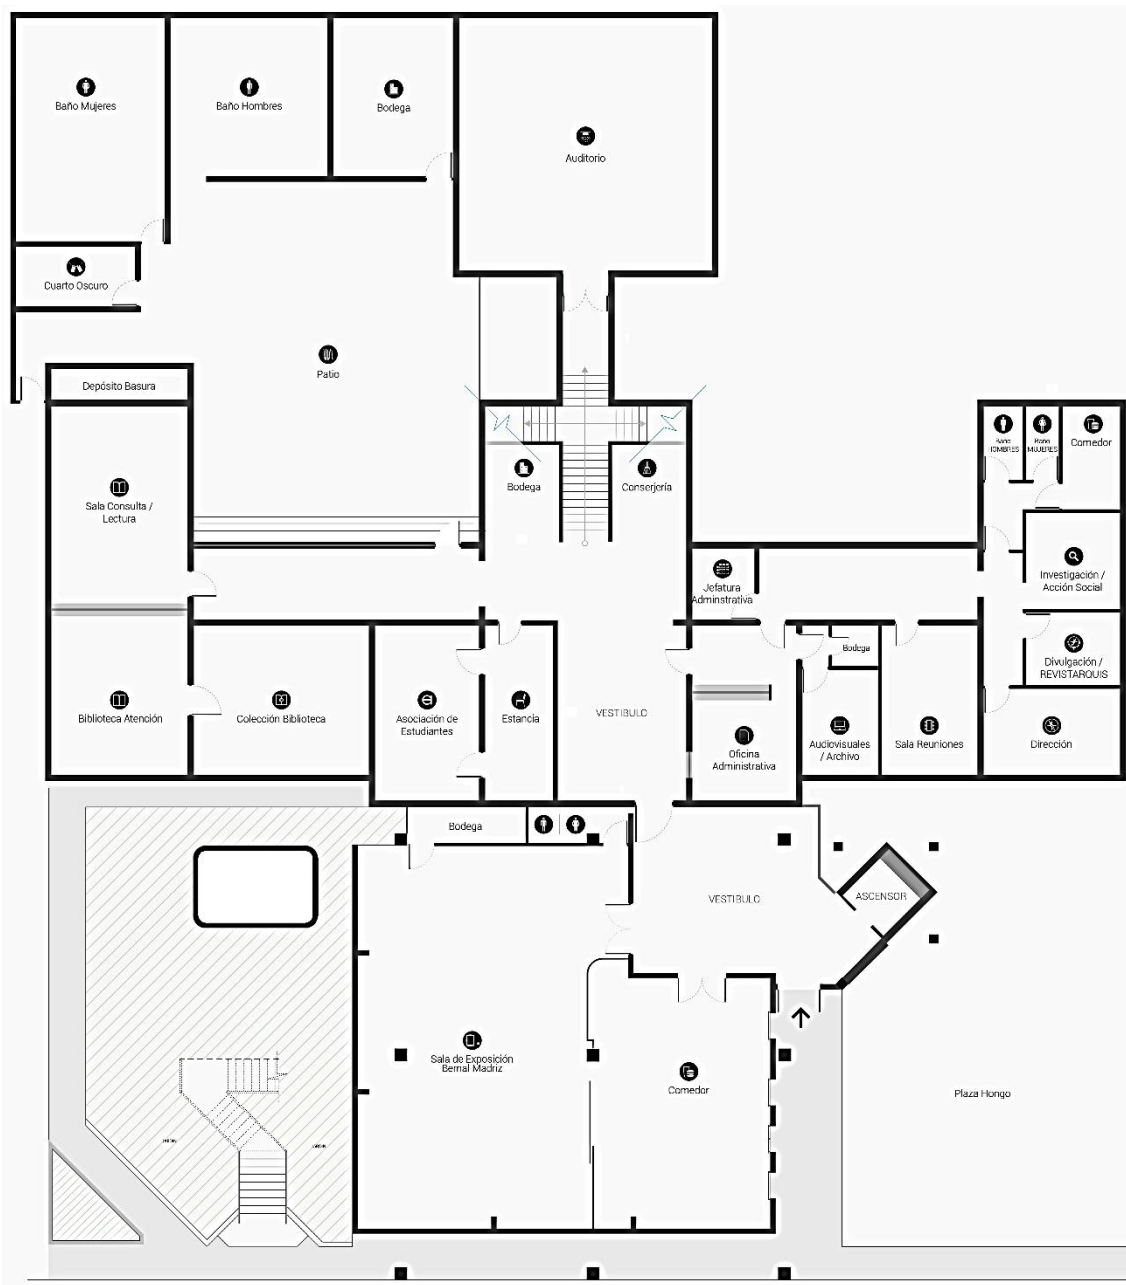 Baño Mujeres
Baño Hombres
Bodega
Auditorio
Cuarto Oscuro
Patio
Depósito Basura
Baño
HOMBRES
Baño
MUJERES
Comedor
Sala Consulta /
Lectura
Bodega
Conserjería
Jefatura
Adminstrativa
Investigación /
Acción Social
Bodega
Divulgación /
REVISTARQUIS
Biblioteca Atención
Colección Biblioteca
Asociación de
Estudiantes
Estancia
VESTIBULO
Oficina
Administrativa
Audiovisuales
/ Archivo
Sala Reuniones
Dirección
Bodega
VESTIBULO
ASCENSOR
Sala de Exposición
Bernal Madriz
Comedor
Plaza Hongo